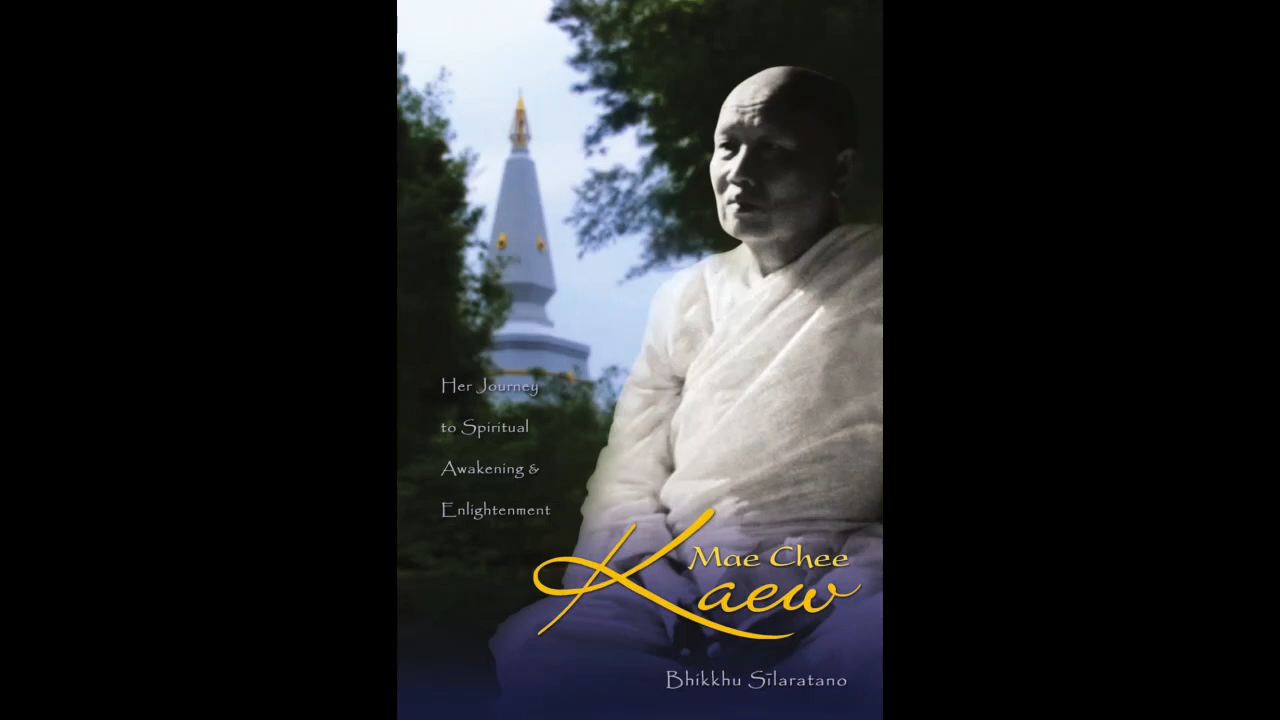 Her Journey
to Spiritual
Awakening &
Enlightenment
Mae Chee
Kaew
Bhikkhu Sīlaratano